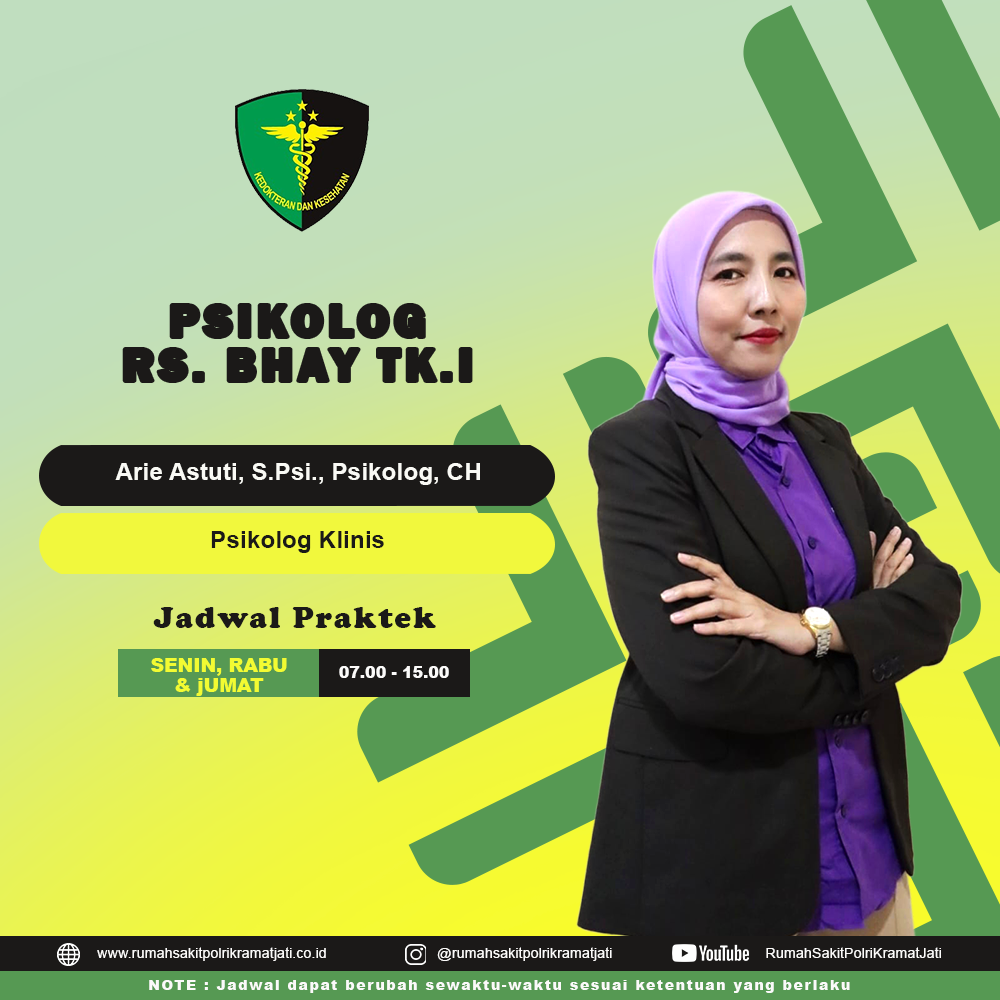 KEDOKTERAN DAN KESEHATAN
PSIKOLOG
RS. BHAY TK.I
Arie Astuti, S.Psi., Psikolog, CH
Psikolog Klinis
Jadwal Praktek
SENIN, RABU
& jUMAT
07.00 - 15.00
www.rumahsakitpolrikramatjati.co.id
@rumahsakitpolrikramtjati
YouTube
RumahSakitPolriKramatJati
NOTE : Jadwal dapat berubah sewaktu-waktu sesuai ketentuan yang berlaku